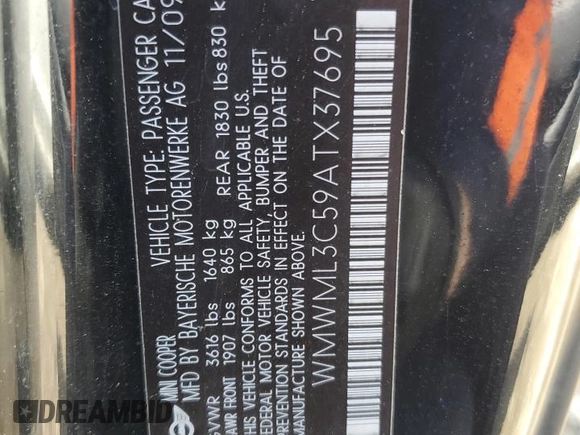 MINI COOPER VEHICLE TYPE: PASSENGER CA
MFD BY BAYERISCHE MOTORENWERKE AG 11/09
GVWR 3616 lbs 1640 kg
GAWR FRONT 1907 lbs 865 kg REAR 1830 lbs 830 k
THIS VEHICLE CONFORMS TO ALL APPLICABLE U.S.
FEDERAL MOTOR VEHICLE SAFETY, BUMPER AND THEFT
PREVENTION STANDARDS IN EFFECT ON THE DATE OF
MANUFACTURE SHOWN ABOVE.
WMWML3C59ATX37695
DREAMBID